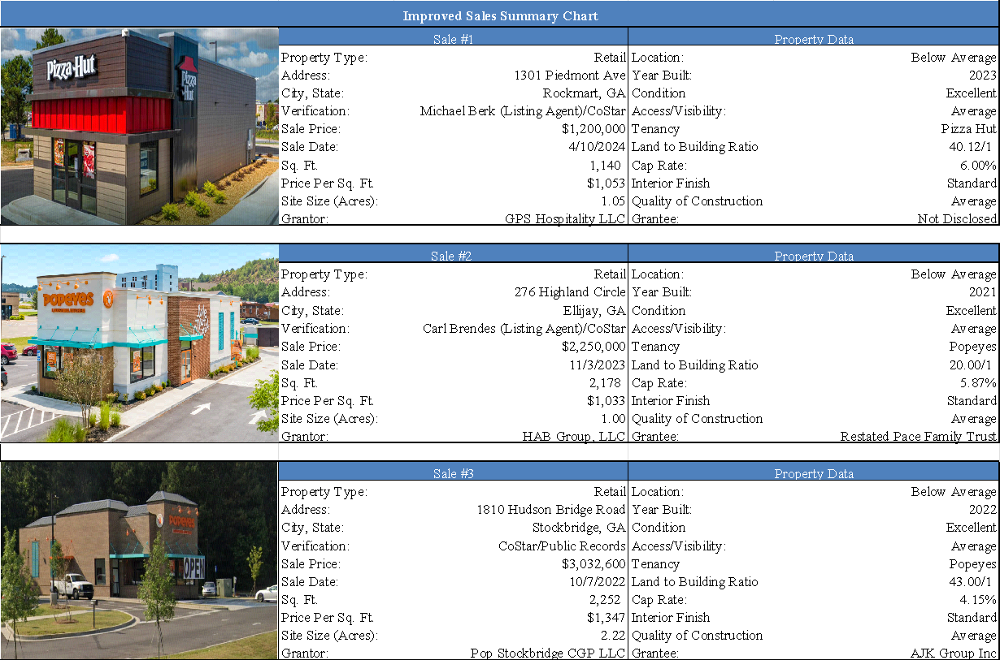 Improved Sales Summary Chart
Sale #1 Property Data
Pizza Hut
Pizza Hut
Property Type: Retail Location: Below Average
Address: 1301 Piedmont Ave Year Built: 2023
City, State: Rockmart, GA Condition Excellent
Verification: Michael Berk (Listing Agent)/CoStar Access/Visibility: Average
Sale Price: $1,200,000 Tenancy Pizza Hut
Sale Date: 4/10/2024 Land to Building Ratio 40.12/1
Sq. Ft. 1,140 Cap Rate: 6.00%
Price Per Sq. Ft. $1,053 Interior Finish Standard
Site Size (Acres): 1.05 Quality of Construction Average
Grantor: GPS Hospitality LLC Grantee: Not Disclosed
Sale #2 Property Data
POPEYES
Property Type: Retail Location: Below Average
Address: 276 Highland Circle Year Built: 2021
City, State: Ellijay, GA Condition Excellent
Verification: Carl Brendes (Listing Agent)/CoStar Access/Visibility: Average
Sale Price: $2,250,000 Tenancy Popeyes
Sale Date: 11/3/2023 Land to Building Ratio 20.00/1
Sq. Ft. 2,178 Cap Rate: 5.87%
Price Per Sq. Ft. $1,033 Interior Finish Standard
Site Size (Acres): 1.00 Quality of Construction Average
Grantor: HAB Group, LLC Grantee: Restated Pace Family Trust
Sale #3 Property Data
POPEYES
OPEN
Property Type: Retail Location: Below Average
Address: 1810 Hudson Bridge Road Year Built: 2022
City, State: Stockbridge, GA Condition Excellent
Verification: CoStar/Public Records Access/Visibility: Average
Sale Price: $3,032,600 Tenancy Popeyes
Sale Date: 10/7/2022 Land to Building Ratio 43.00/1
Sq. Ft. 2,252 Cap Rate: 4.15%
Price Per Sq. Ft. $1,347 Interior Finish Standard
Site Size (Acres): 2.22 Quality of Construction Average
Grantor: Pop Stockbridge CGP LLC Grantee: AJK Group Inc